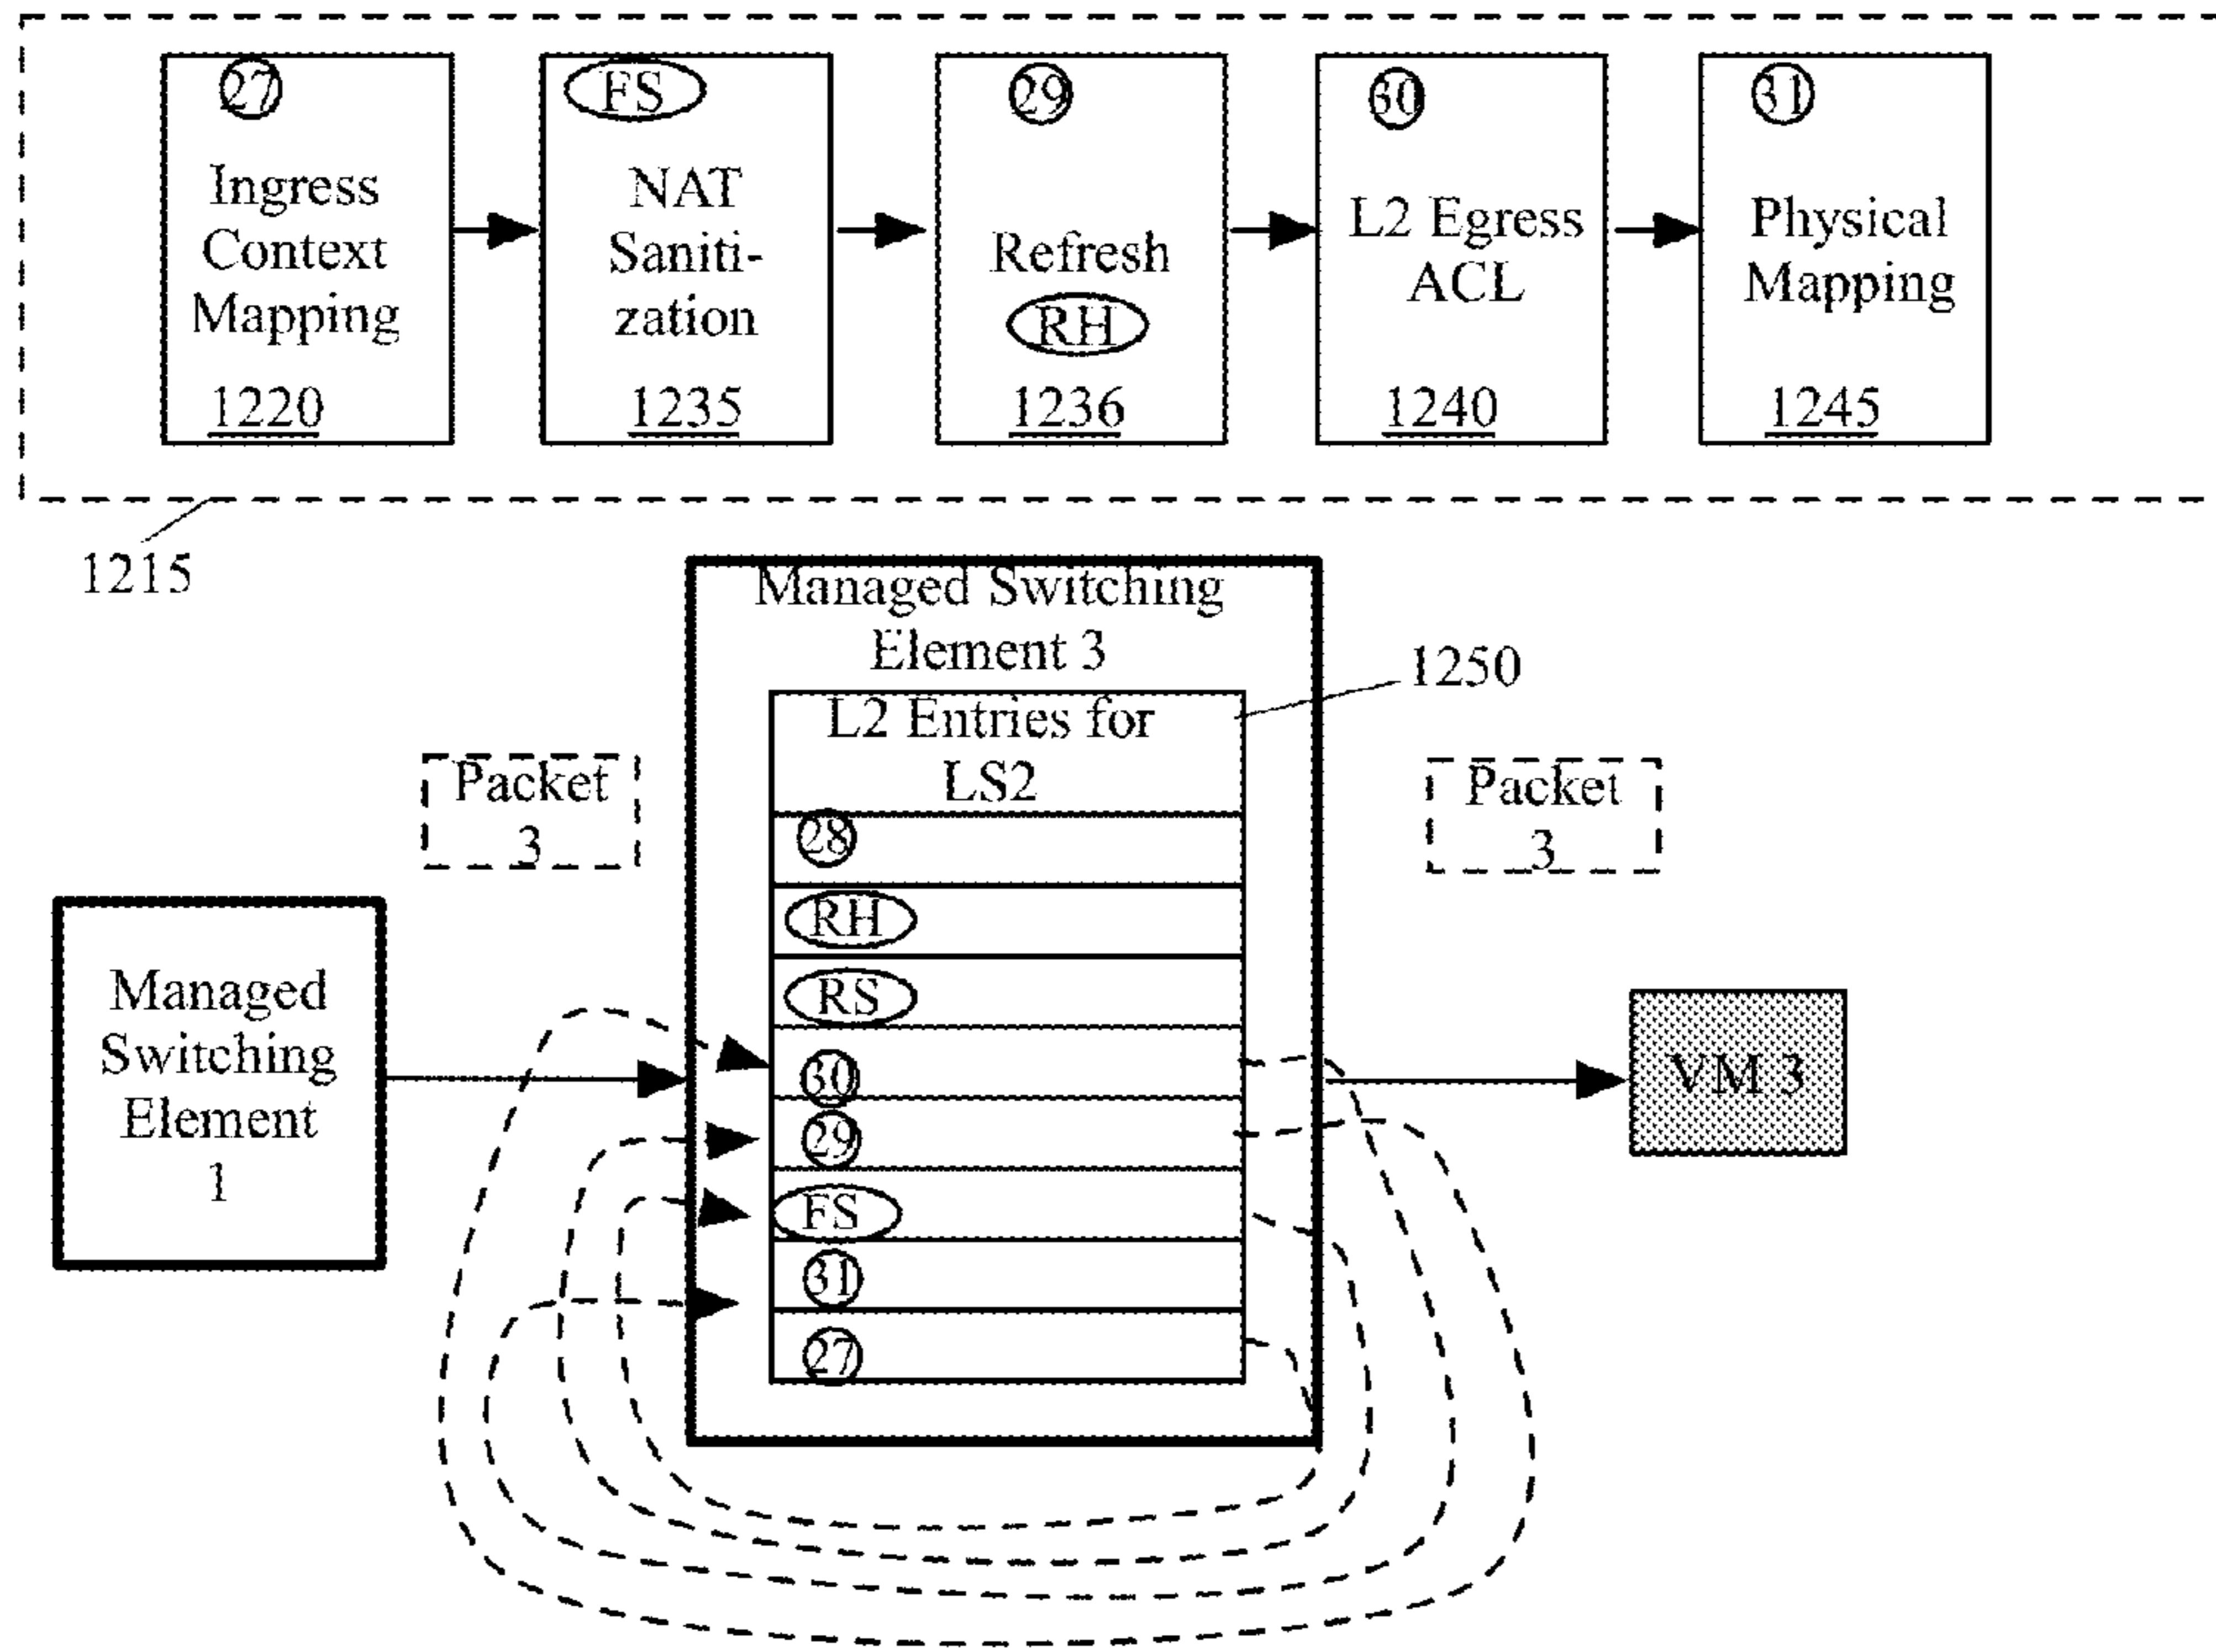 27
Ingress
Context
Mapping
1220
FS
NAT
Saniti-
zation
1235
29
Refresh
RH
1236
30
L2 Egress
ACL
1240
31
Physical
Mapping
1245
1215
Managed Switching
Element 3
1250
L2 Entries for
LS2
Packet
3
Packet
3
28
RH
RS
30
29
FS
31
27
Managed
Switching
Element
1
VM 3